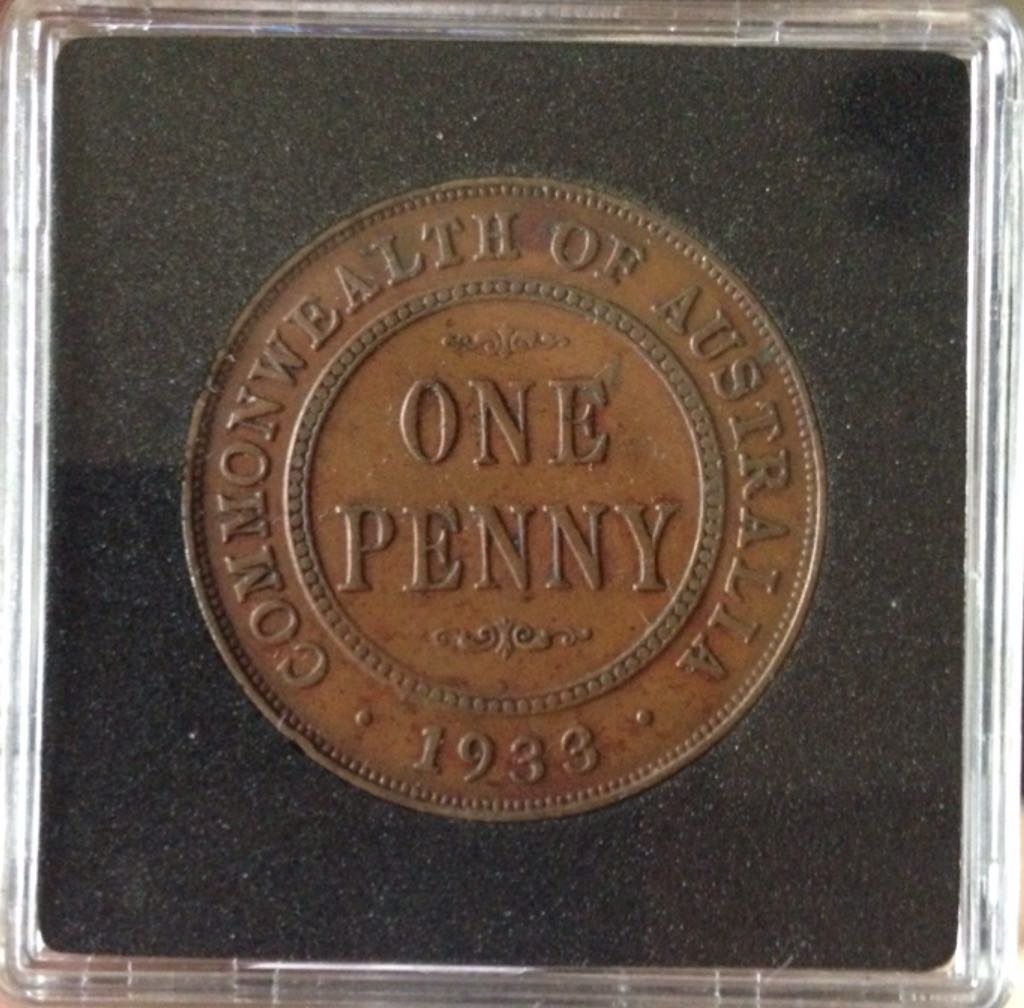 COMMONWEALTH OF AUSTRALIA
ONE
PENNY
· 1933 ·